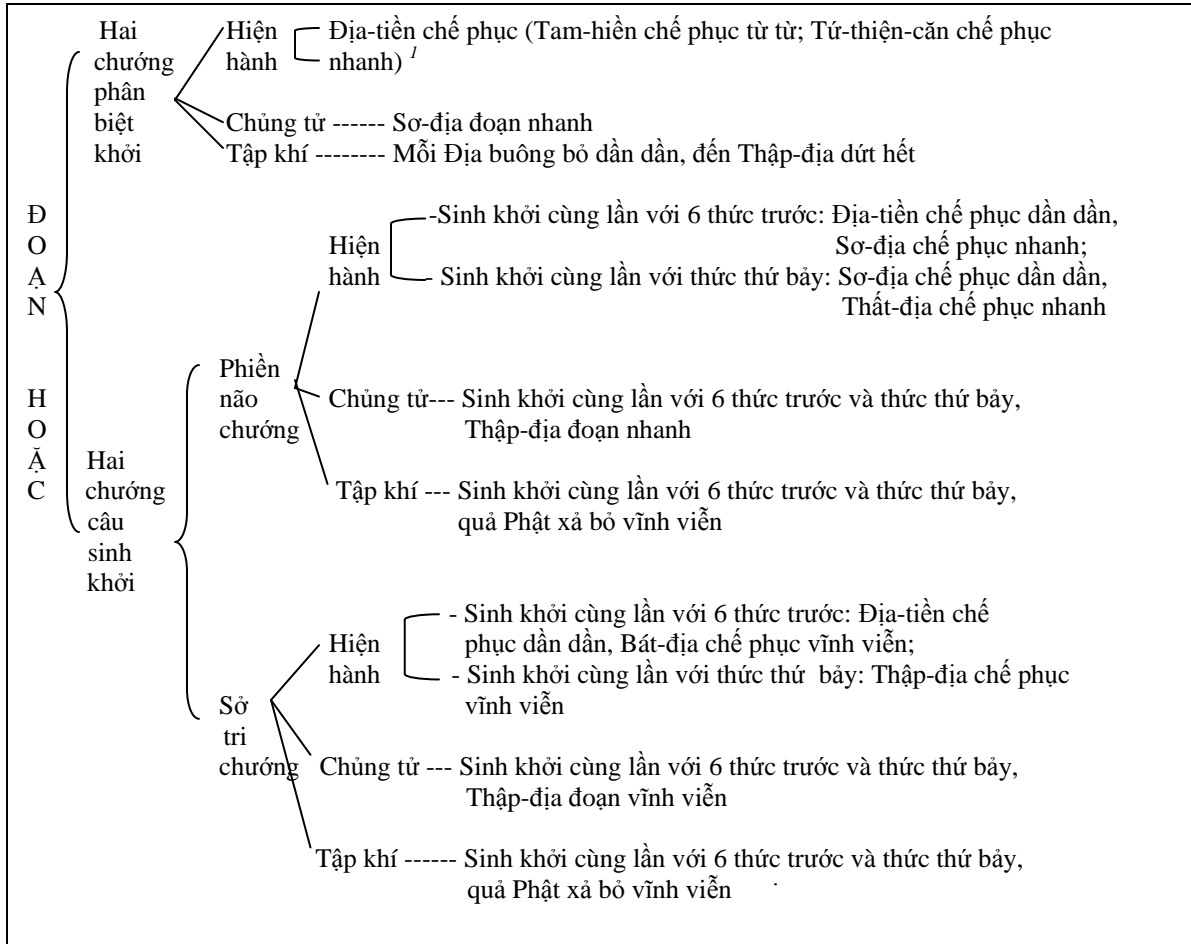 ĐOẠN HOẶC
Hai
chướng
phân
biệt
khởi
Hiện
hành
Địa-tiền chế phục (Tam-hiền chế phục từ từ; Tứ-thiện-căn chế phục
nhanh) 1
Chủng tử ------ Sơ-địa đoạn nhanh
Tập khí -------- Mỗi Địa buông bỏ dần dần, đến Thập-địa dứt hết
Hai
chướng
câu
sinh
khởi
Phiền
não
chướng
Hiện
hành
-Sinh khởi cùng lần với 6 thức trước: Địa-tiền chế phục dần dần,
Sơ-địa chế phục nhanh;
- Sinh khởi cùng lần với thức thứ bảy: Sơ-địa chế phục dần dần,
Thất-địa chế phục nhanh
Chủng tử--- Sinh khởi cùng lần với 6 thức trước và thức thứ bảy,
Thập-địa đoạn nhanh
Tập khí --- Sinh khởi cùng lần với 6 thức trước và thức thứ bảy,
quả Phật xả bỏ vĩnh viễn
Sở
tri
chướng
Hiện
hành
- Sinh khởi cùng lần với 6 thức trước: Địa-tiền chế
phục dần dần, Bát-địa chế phục vĩnh viễn;
- Sinh khởi cùng lần với thức thứ bảy: Thập-địa chế phục
vĩnh viễn
Chủng tử --- Sinh khởi cùng lần với 6 thức trước và thức thứ bảy,
Thập-địa đoạn vĩnh viễn
Tập khí ------ Sinh khởi cùng lần với 6 thức trước và thức thứ bảy,
quả Phật xả bỏ vĩnh viễn .